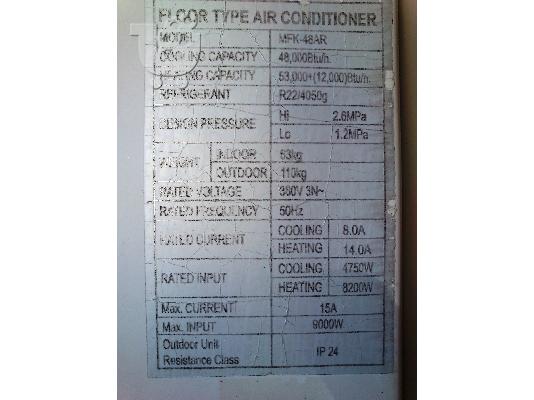 FLOOR TYPE AIR CONDITIONER
MODEL MFK-48AR
COOLING CAPACITY 48,000Btu/h
HEATING CAPACITY 53,000+(12,000)Btu/h
REFRIGERANT R22/4050g
DESIGN PRESSURE Hi 2.6MPa
Lo 1.2MPa
WEIGHT INDOOR 63kg
OUTDOOR 110kg
RATED VOLTAGE 380V 3N~
RATED FREQUENCY 50Hz
RATED CURRENT COOLING 8.0A
HEATING 14.0A
RATED INPUT COOLING 4750W
HEATING 8200W
Max. CURRENT 15A
Max. INPUT 9000W
Outdoor Unit
Resistance Class IP 24